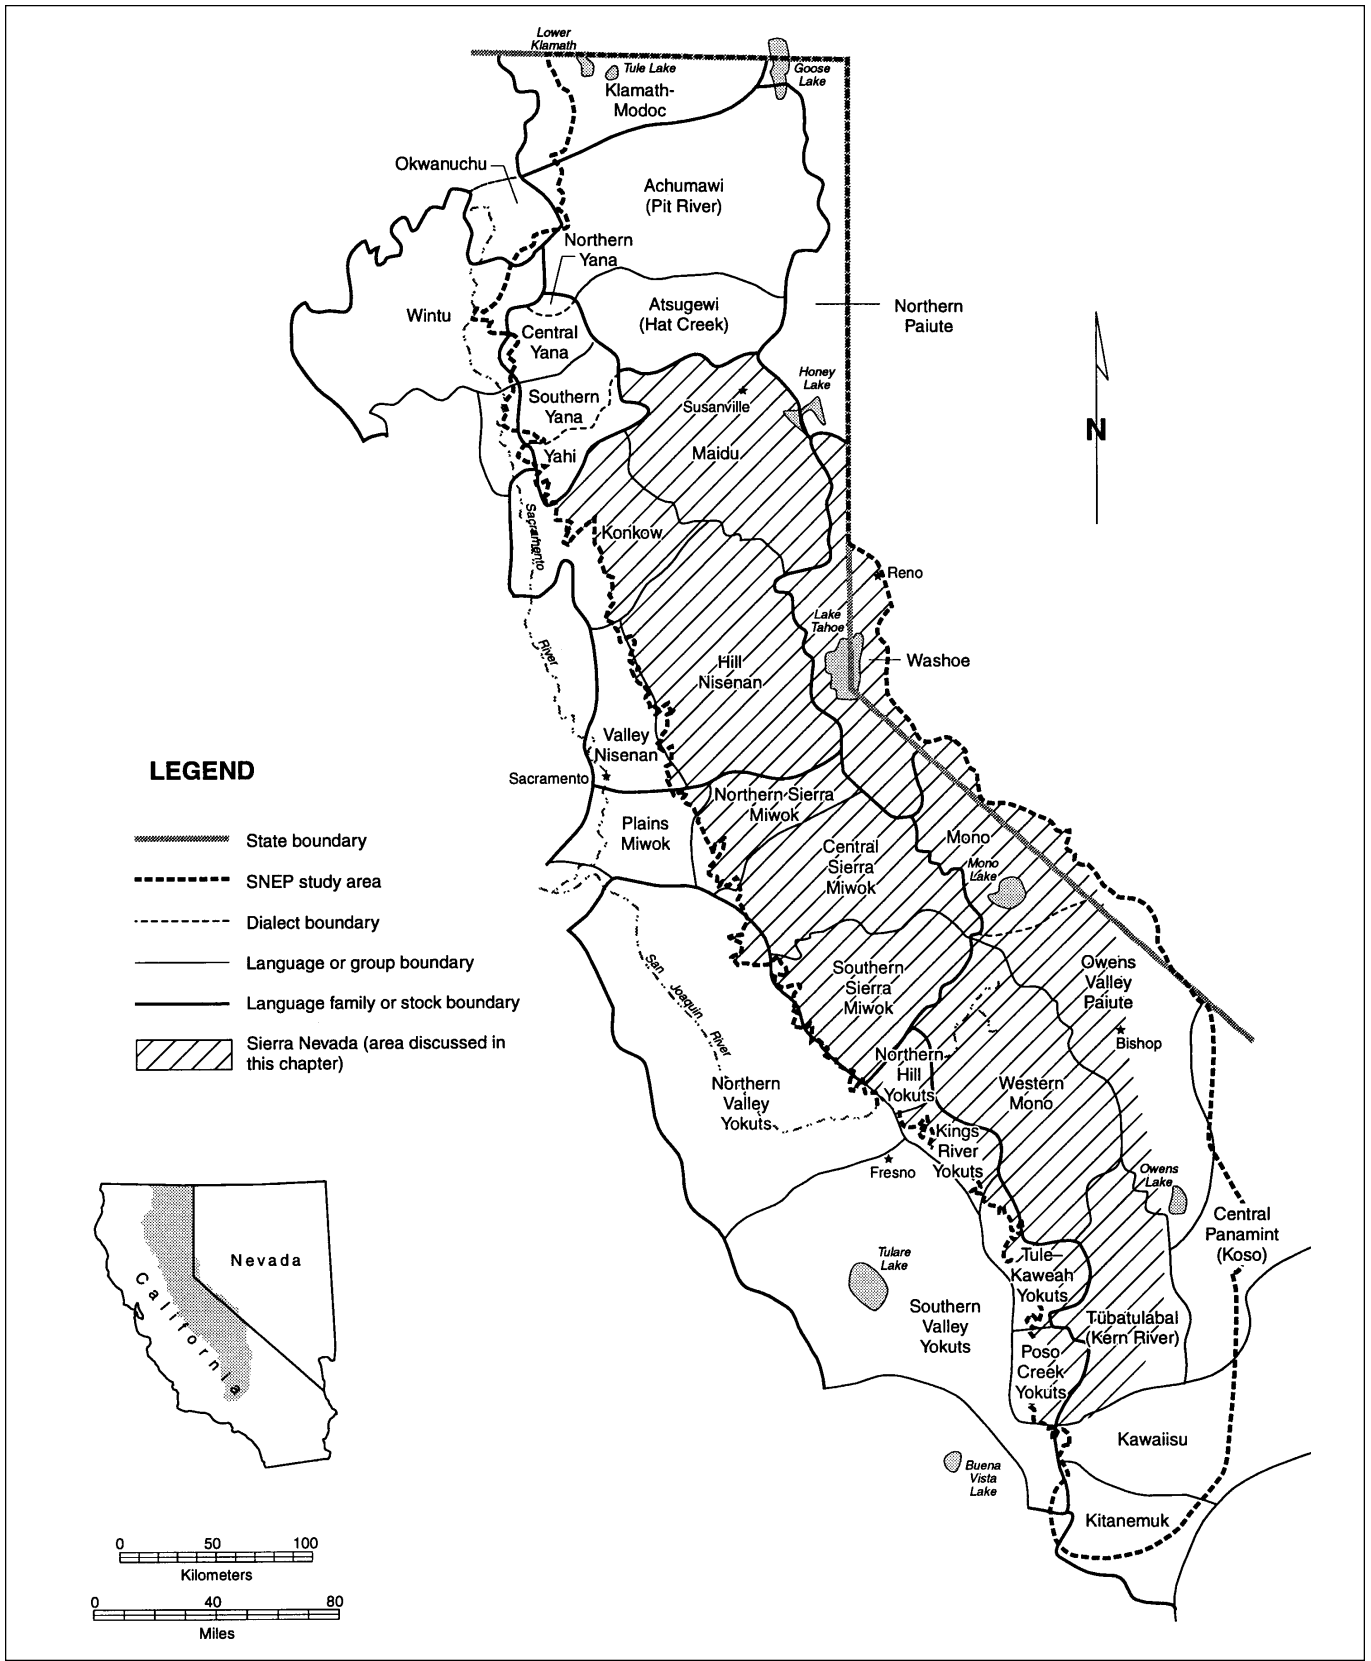 Lower
Klamath
Tule Lake
Goose
Lake
Klamath-
Modoc
Okwanuchu
Achumawi
(Pit River)
Northern
Yana
Wintu
Atsugewi
(Hat Creek)
Northern
Paiute
Central
Yana
Honey
Lake
Southern
Yana
Susanville
N
Maidu
Yahi
Sacramento
Konkow
Reno
Lake
Tahoe
River
Hill
Nisenan
Washoe
Valley
Nisenan
Sacramento
Northern Sierra
Miwok
Plains
Miwok
Mono
Central
Sierra
Miwok
Mono
Lake
LEGEND
State boundary
SNEP study area
Dialect boundary
Language or group boundary
Language family or stock boundary
Sierra Nevada (area discussed in
this chapter)
San
Joaquin
River
Southern
Sierra
Miwok
Owens
Valley
Paiute
Bishop
Northern
Hill
Yokuts
Northern
Valley
Yokuts
Western
Mono
Kings
River
Yokuts
Fresno
Owens
Lake
Central
Panamint
(Koso)
Tule-
Kaweah
Yokuts
Tulare
Lake
Southern
Valley
Yokuts
Tübatulabal
(Kern River)
Poso
Creek
Yokuts
Kawaiisu
Buena
Vista
Lake
Kitanemuk
Nevada
California
0 50 100
Kilometers
0 40 80
Miles